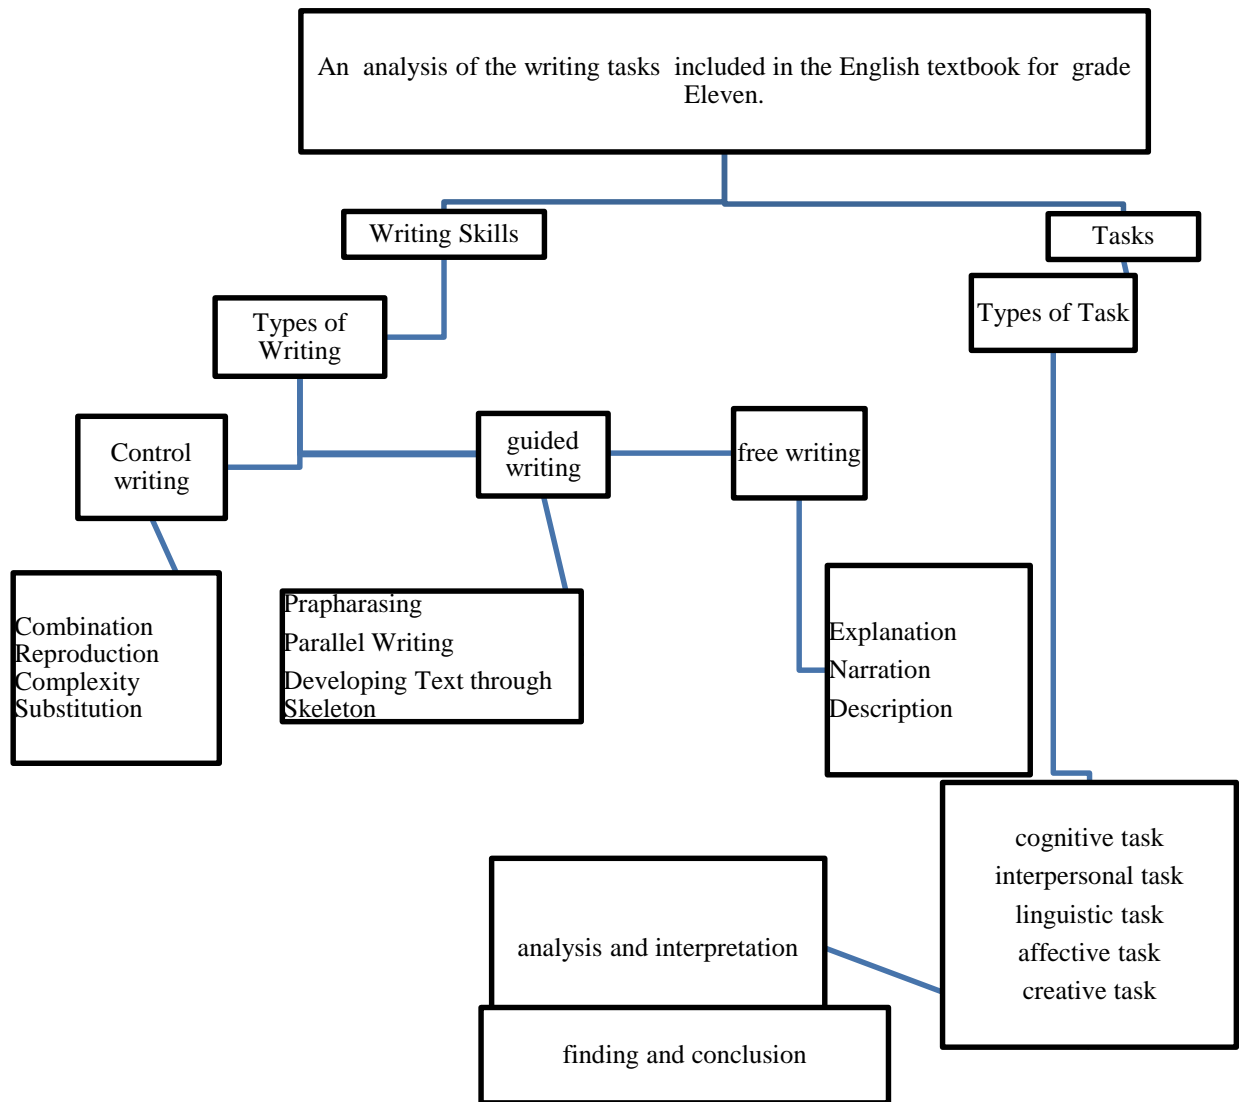 An analysis of the writing tasks included in the English textbook for grade
Eleven.
Writing Skills
Tasks
Types of
Writing
Types of Task
Control
writing
guided
writing
free writing
Combination
Reproduction
Complexity
Substitution
Prapharasing
Parallel Writing
Developing Text through
Skeleton
Explanation
Narration
Description
cognitive task
interpersonal task
linguistic task
affective task
creative task
analysis and interpretation
finding and conclusion